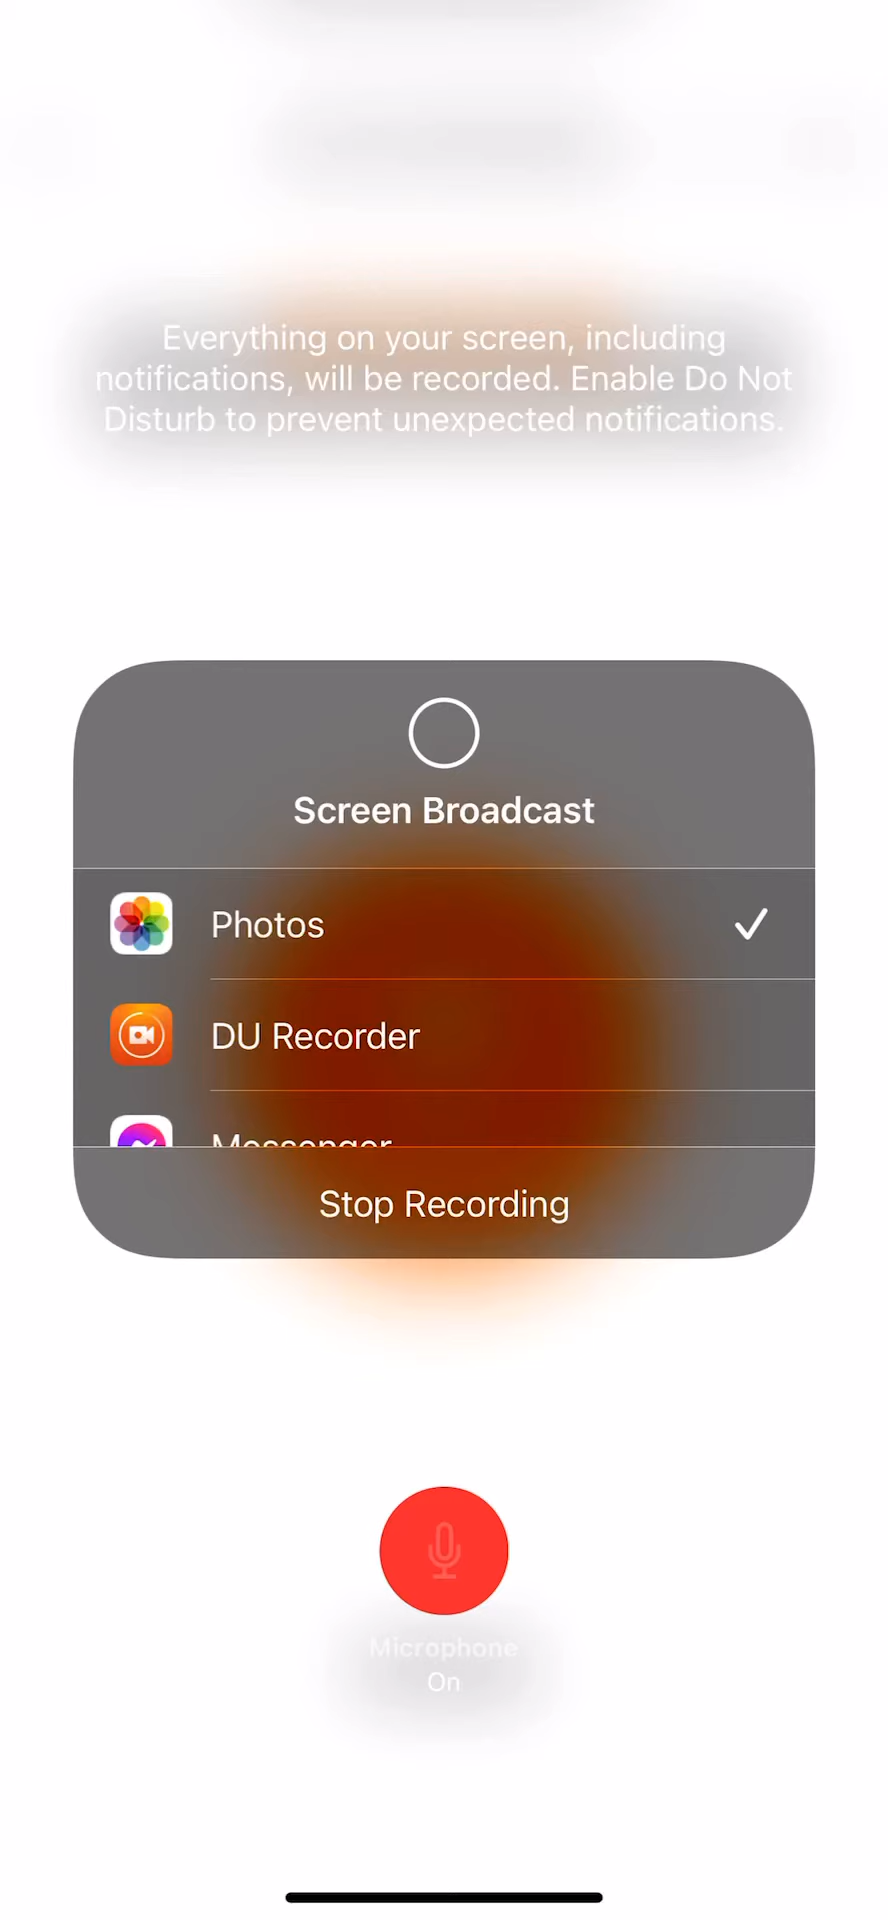 Everything on your screen, including
notifications, will be recorded. Enable Do Not
Disturb to prevent unexpected notifications.
Screen Broadcast
Photos
DU Recorder
Messenger
Stop Recording
Microphone
On